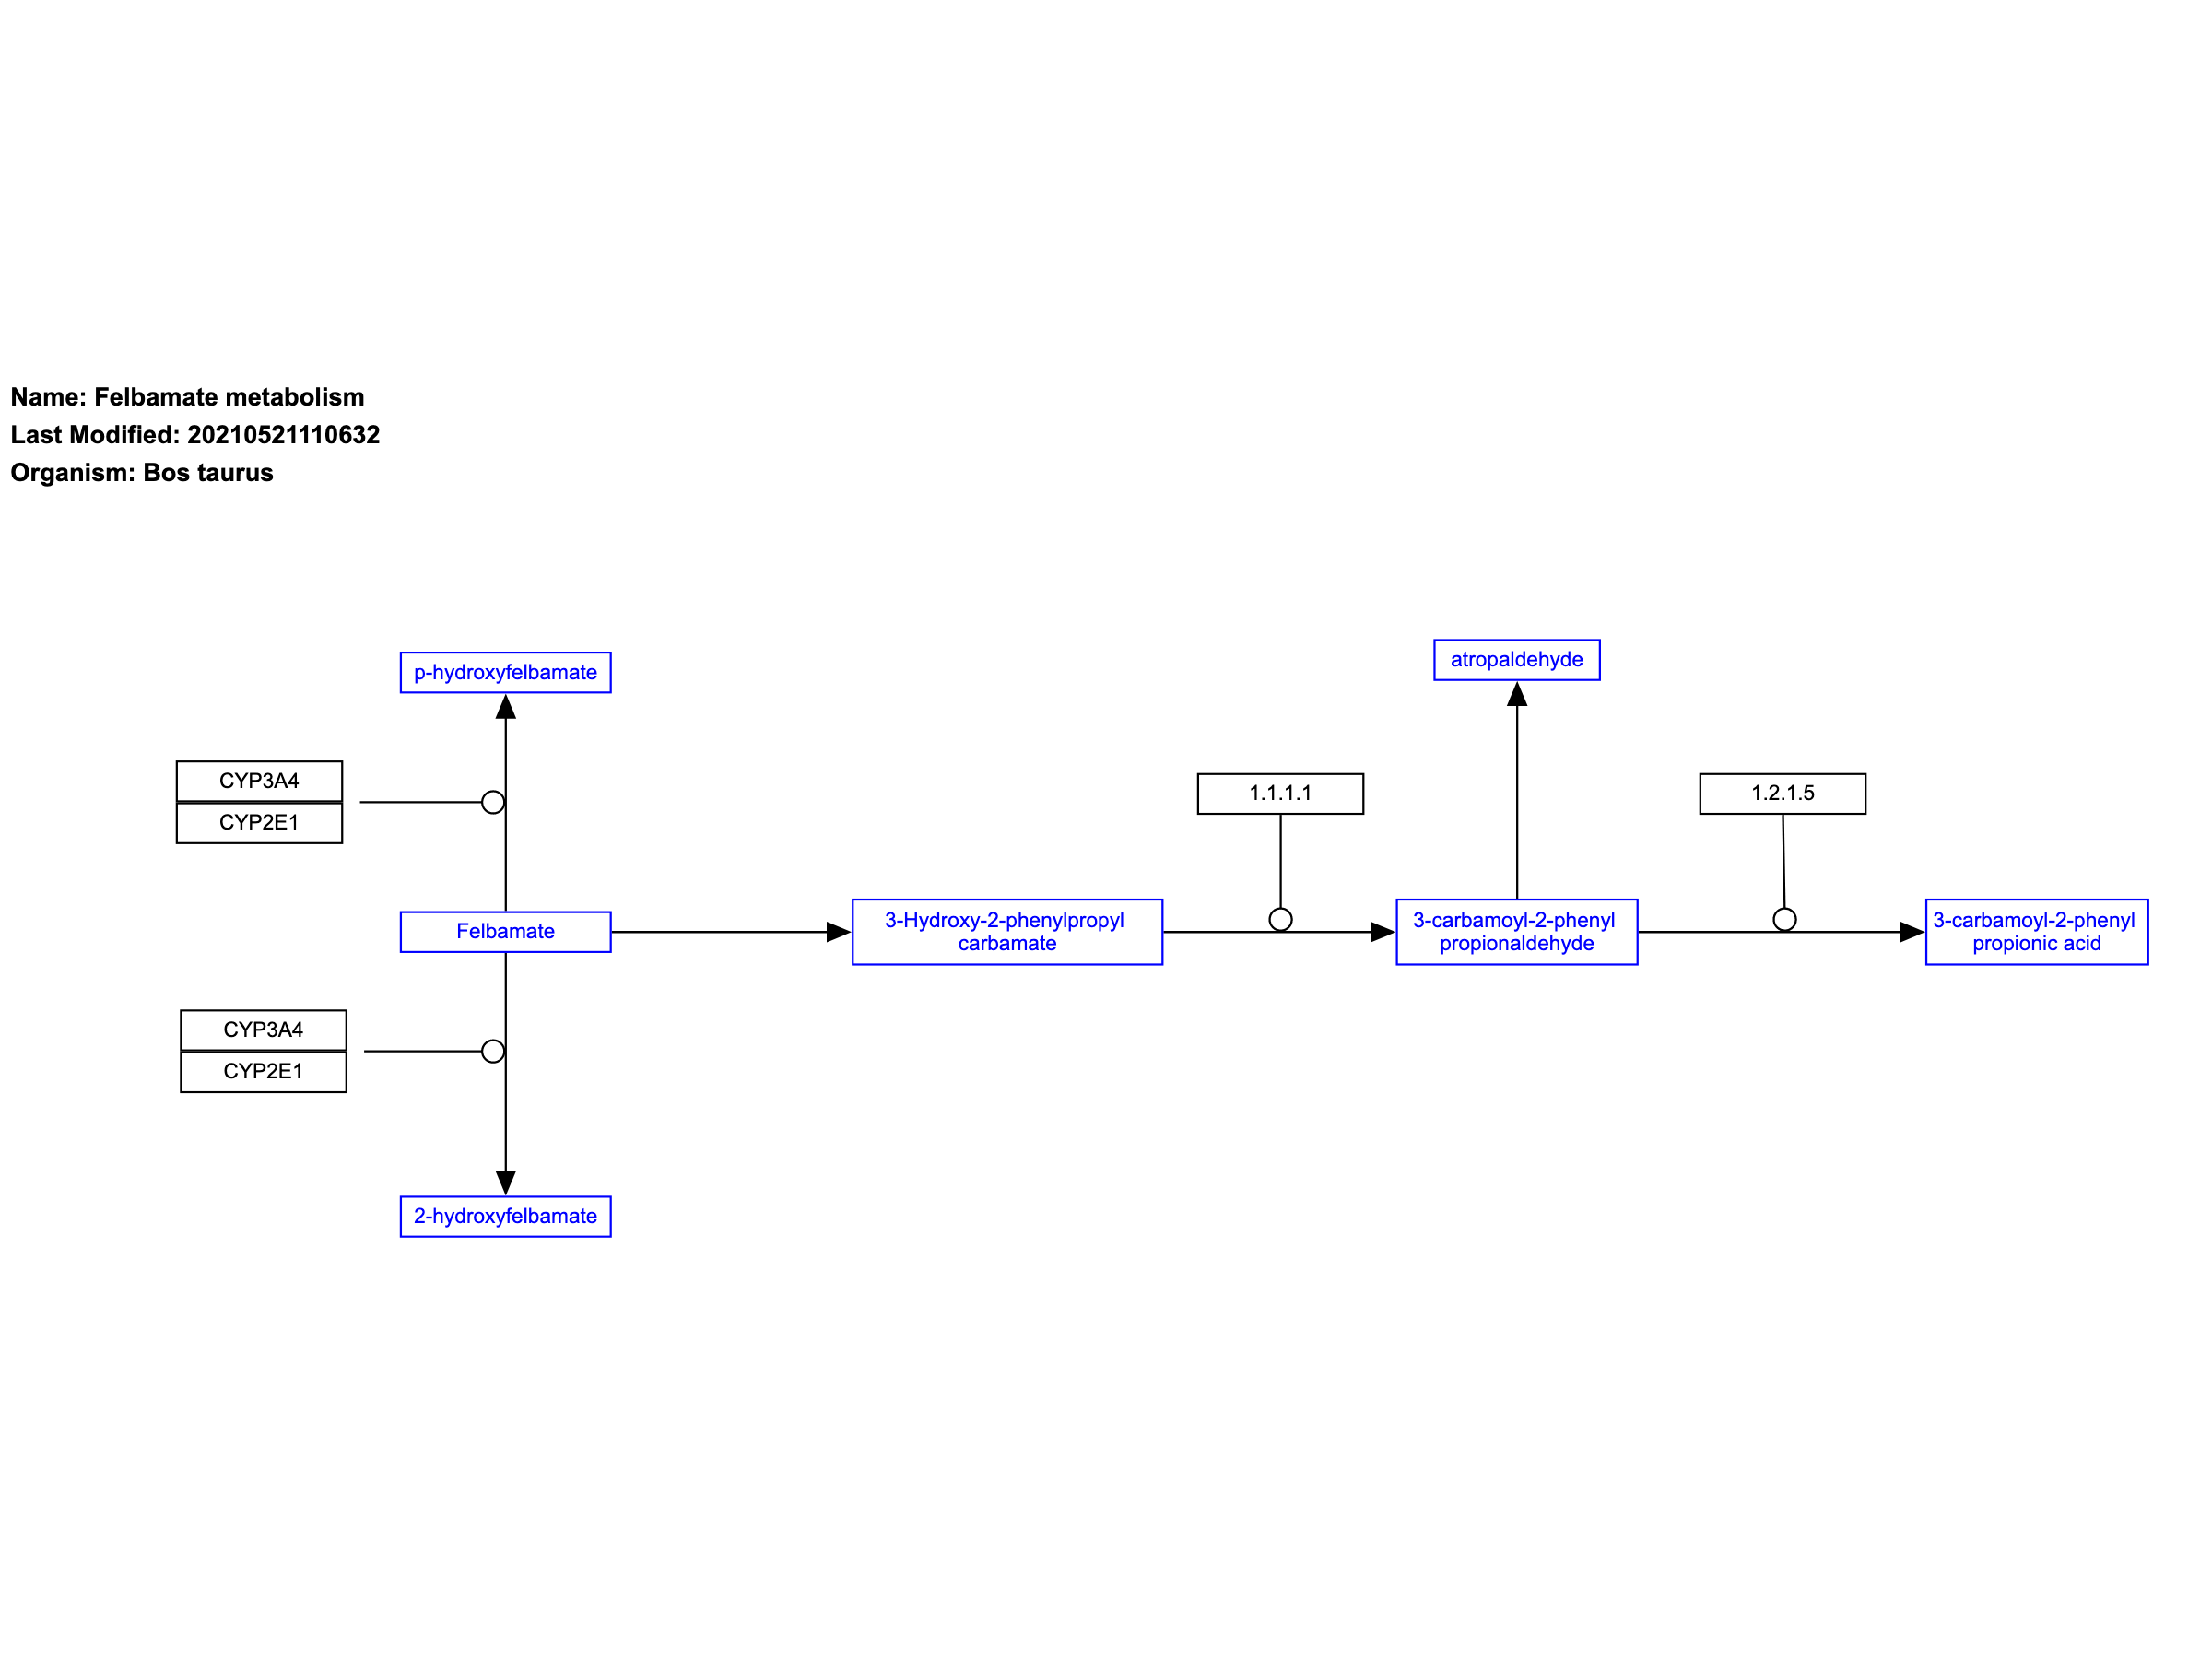 Name: Felbamate metabolism
Last Modified: 20210521110632
Organism: Bos taurus
atropaldehyde
p-hydroxyfelbamate
CYP3A4
CYP2E1
1.1.1.1
1.2.1.5
Felbamate
3-Hydroxy-2-phenylpropyl
carbamate
3-carbamoyl-2-phenyl
propionaldehyde
3-carbamoyl-2-phenyl
propionic acid
CYP3A4
CYP2E1
2-hydroxyfelbamate